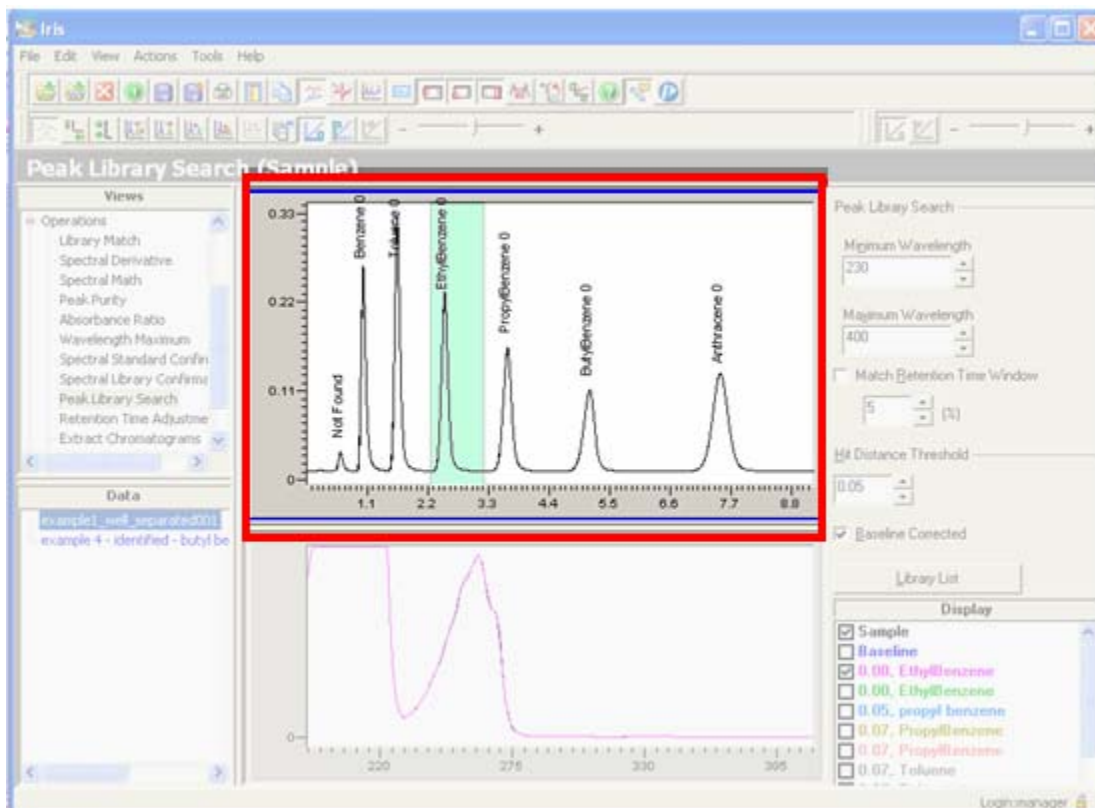 Iris
File Edit View Actions Tools Help
Peak Library Search (Sample)
Views
Operations
Library Match
Spectral Derivative
Spectral Math
Peak Purity
Absorbance Ratio
Wavelength Maximum
Spectral Standard Confirm
Spectral Library Confirma
Peak Library Search
Retention Time Adjustme
Extract Chromatograms
Data
example1_well_separated001
example 4 - identified - butyl be
0.33
0.22
0.11
0
Not Found
Benzene 0
Toluene 0
EthylBenzene 0
PropylBenzene 0
ButylBenzene 0
Anthracene 0
1.1 2.2 3.3 4.4 5.5 6.6 7.7 8.8
0
220 275 330 385
Peak Library Search
Minimum Wavelength
230
Maximum Wavelength
400
Match Retention Time Window
5 (%)
Hit Distance Threshold
0.05
Baseline Corrected
Library List
Display
Sample
Baseline
0.00, EthylBenzene
0.00, EthylBenzene
0.05, propyl benzene
0.07, PropylBenzene
0.07, PropylBenzene
0.07, Toluene
Login:manager